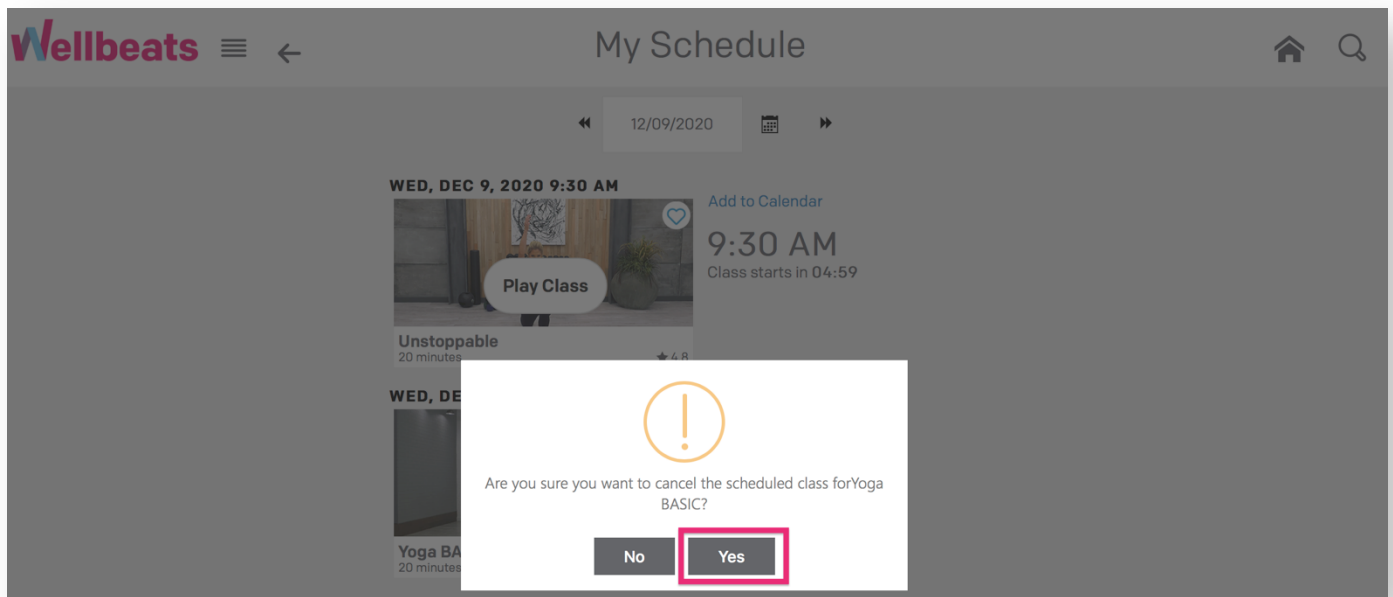 Wellbeats
My Schedule
12/09/2020
WED, DEC 9, 2020 9:30 AM
Add to Calendar
9:30 AM
Class starts in 04:59
Play Class
Unstoppable
20 minutes
4.8
WED, DE
Are you sure you want to cancel the scheduled class forYoga
BASIC?
No
Yes
Yoga BA
20 minutes